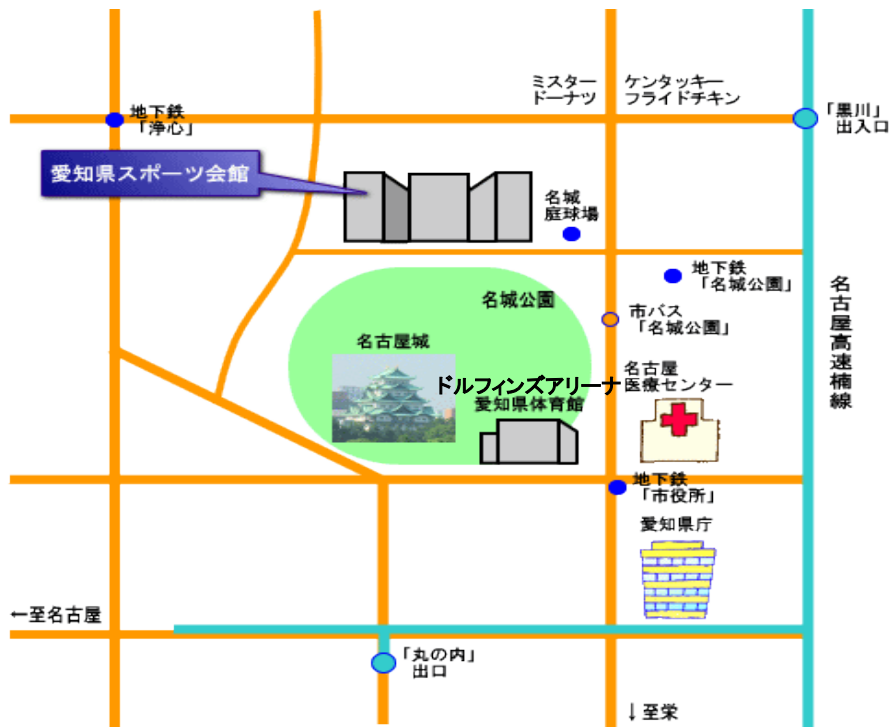 ミスター
ドーナツ
ケンタッキー
フライドチキン
地下鉄
「浄心」
「黒川」
出入口
愛知県スポーツ会館
名城
庭球場
地下鉄
「名城公園」
名城公園
市バス
「名城公園」
名古屋高速楠線
名古屋城
ドルフィンズアリーナ
愛知県体育館
名古屋
医療センター
地下鉄
「市役所」
愛知県庁
←至名古屋
「丸の内」
出口
↓至栄